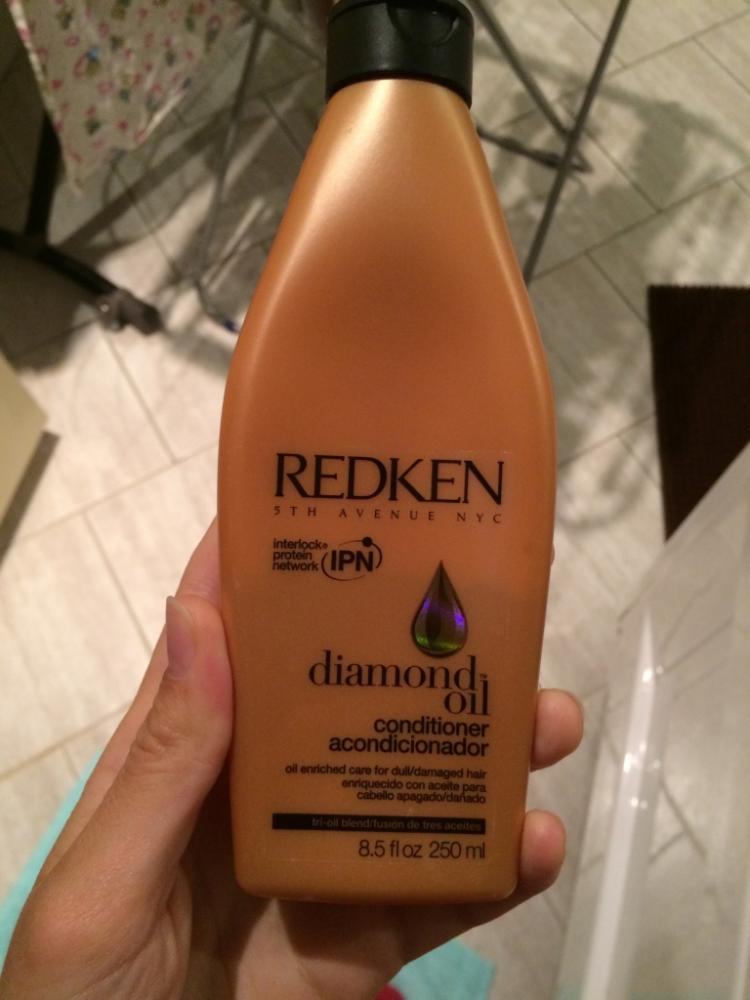 REDKEN
5TH AVENUE NYC
interlock®
protein
network IPN
diamond™
oil
conditioner
acondicionador
oil enriched care for dull/damaged hair
enriquecido con aceite para
cabello apagado/dañado
tri-oil blend/fusión de tres aceites
8.5 fl oz 250 ml